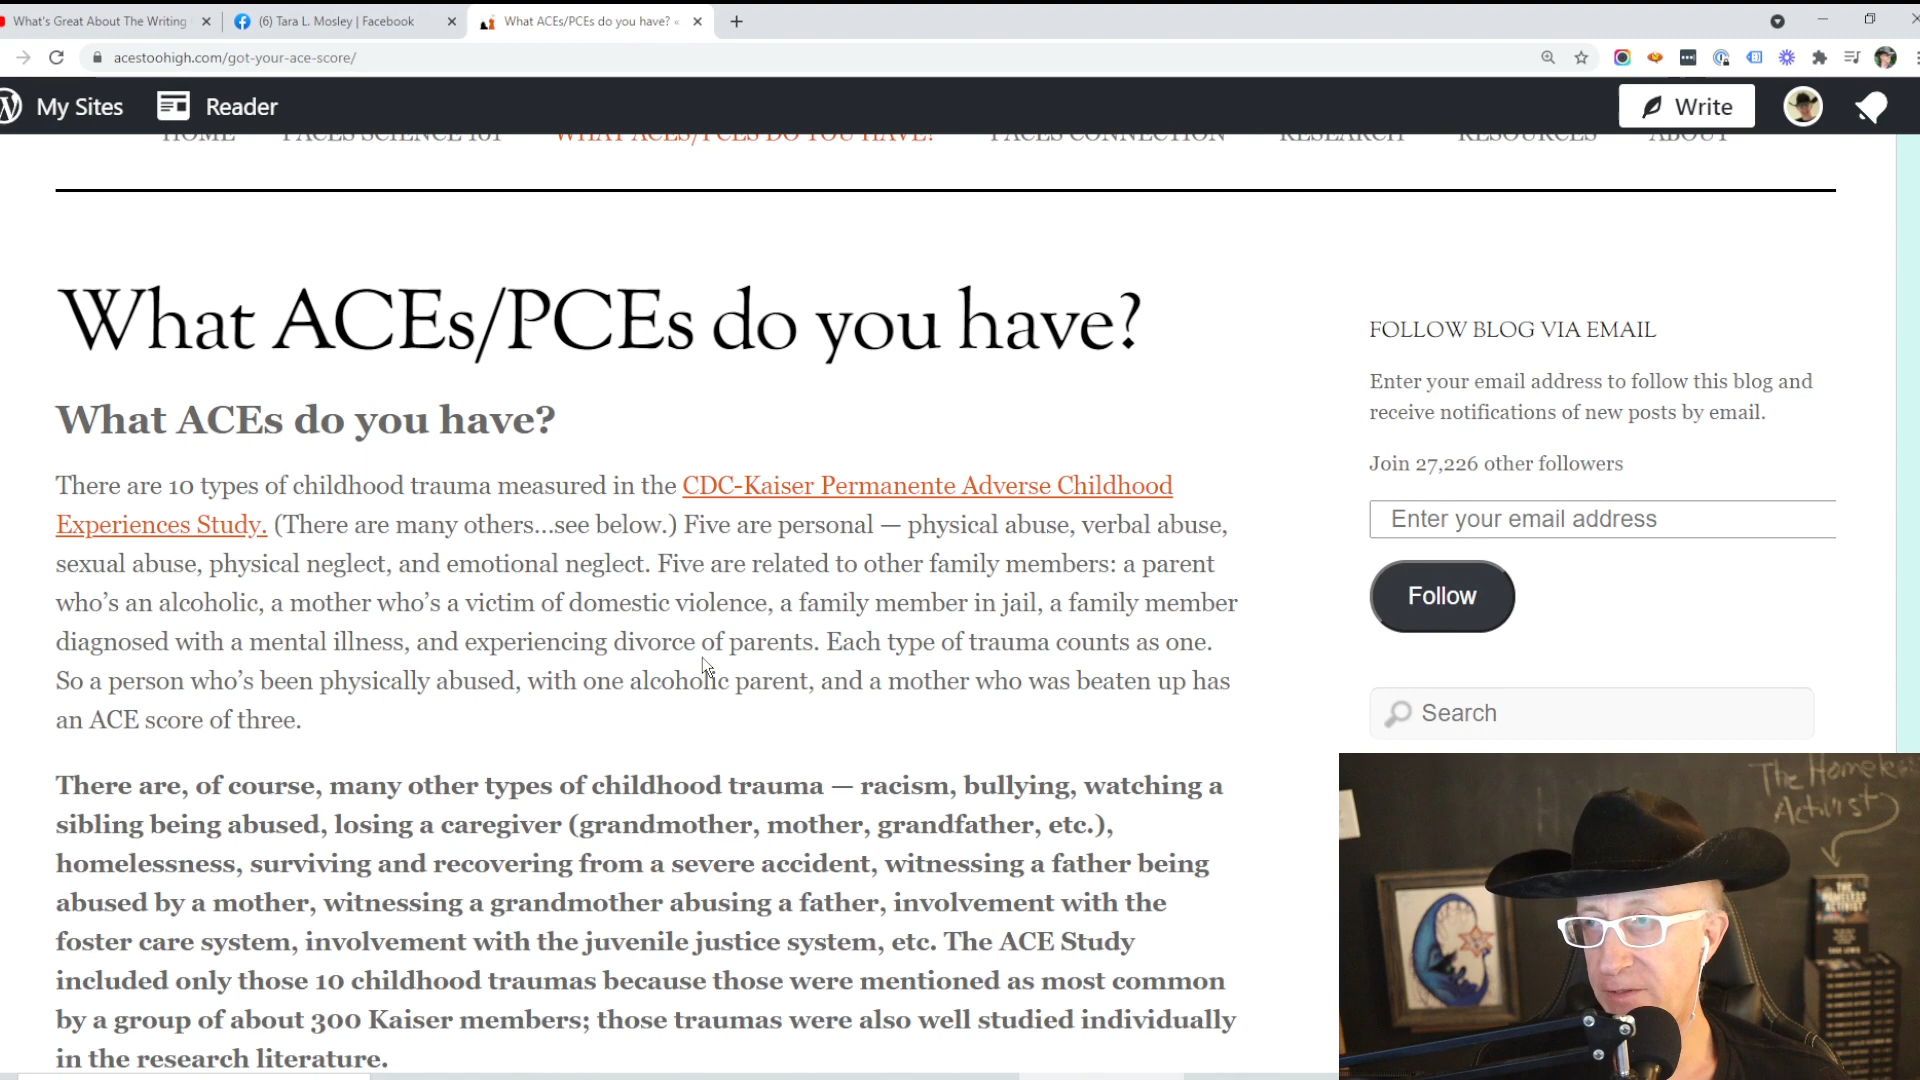 What's Great About The Writing
(6) Tara L. Mosley | Facebook
What ACEs/PCEs do you have? «
acestoohigh.com/got-your-ace-score/
My Sites
Reader
Write
HOME
PACES SCIENCE 101
WHAT ACES/PCES DO YOU HAVE?
PACES CONNECTION
RESEARCH
RESOURCES
ABOUT
What ACEs/PCEs do you have?
What ACEs do you have?
There are 10 types of childhood trauma measured in the CDC-Kaiser Permanente Adverse Childhood
Experiences Study. (There are many others…see below.) Five are personal — physical abuse, verbal abuse,
sexual abuse, physical neglect, and emotional neglect. Five are related to other family members: a parent
who's an alcoholic, a mother who's a victim of domestic violence, a family member in jail, a family member
diagnosed with a mental illness, and experiencing divorce of parents. Each type of trauma counts as one.
So a person who's been physically abused, with one alcoholic parent, and a mother who was beaten up has
an ACE score of three.
There are, of course, many other types of childhood trauma — racism, bullying, watching a
sibling being abused, losing a caregiver (grandmother, mother, grandfather, etc.),
homelessness, surviving and recovering from a severe accident, witnessing a father being
abused by a mother, witnessing a grandmother abusing a father, involvement with the
foster care system, involvement with the juvenile justice system, etc. The ACE Study
included only those 10 childhood traumas because those were mentioned as most common
by a group of about 300 Kaiser members; those traumas were also well studied individually
in the research literature.
FOLLOW BLOG VIA EMAIL
Enter your email address to follow this blog and
receive notifications of new posts by email.
Join 27,226 other followers
Enter your email address
Follow
Search
The Homeless
Activist
THE
HOMELESS
ACTIVIST